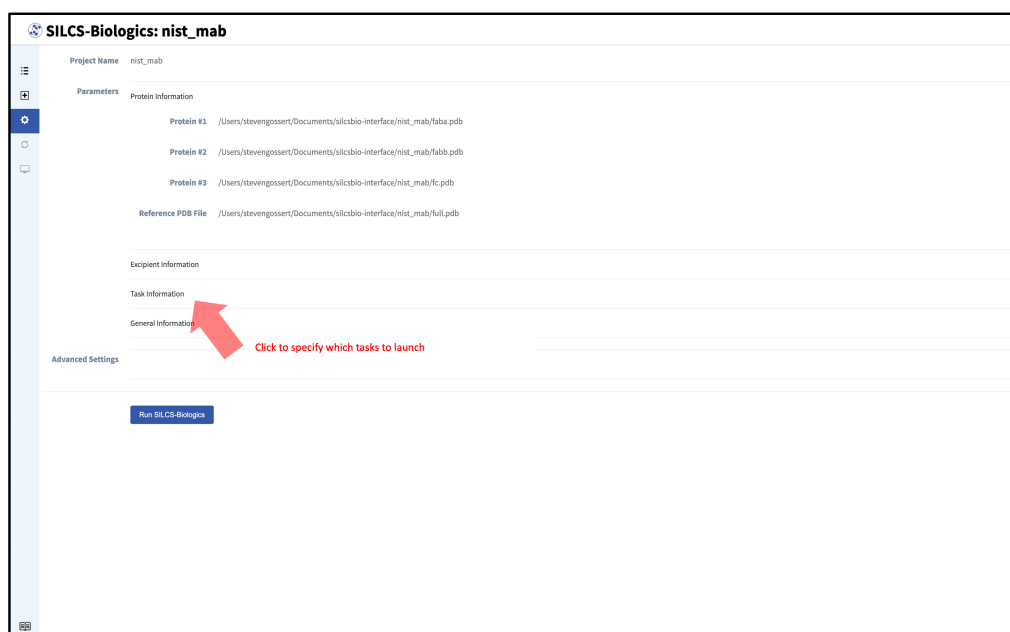 SILCS-Biologics: nist_mab
Project Name nist_mab
Parameters Protein Information
Protein #1 /Users/stevengossert/Documents/silcsbio-interface/nist_mab/faba.pdb
Protein #2 /Users/stevengossert/Documents/silcsbio-interface/nist_mab/fabb.pdb
Protein #3 /Users/stevengossert/Documents/silcsbio-interface/nist_mab/fc.pdb
Reference PDB File /Users/stevengossert/Documents/silcsbio-interface/nist_mab/full.pdb
Excipient Information
Task Information
General Information
Click to specify which tasks to launch
Advanced Settings
Run SILCS-Biologics